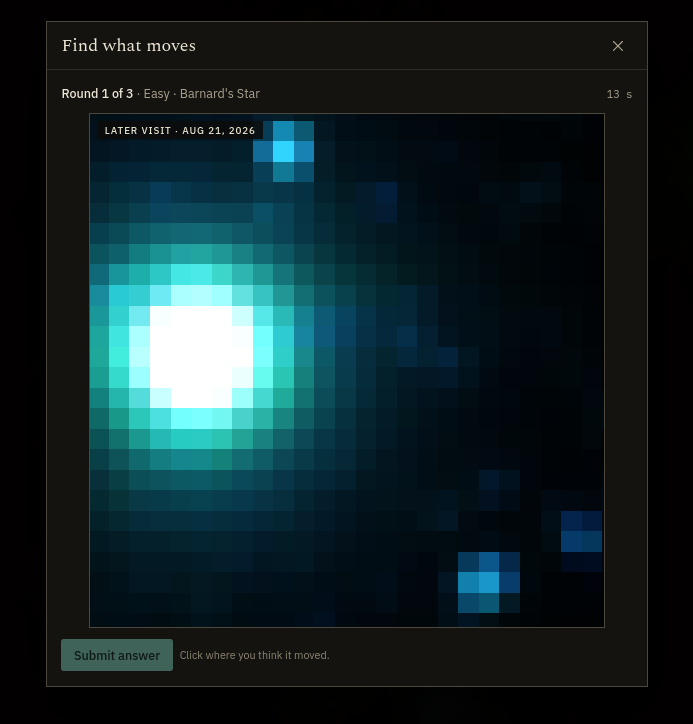 Find what moves
Round 1 of 3 · Easy · Barnard's Star
13 s
LATER VISIT · AUG 21, 2026
Submit answer
Click where you think it moved.